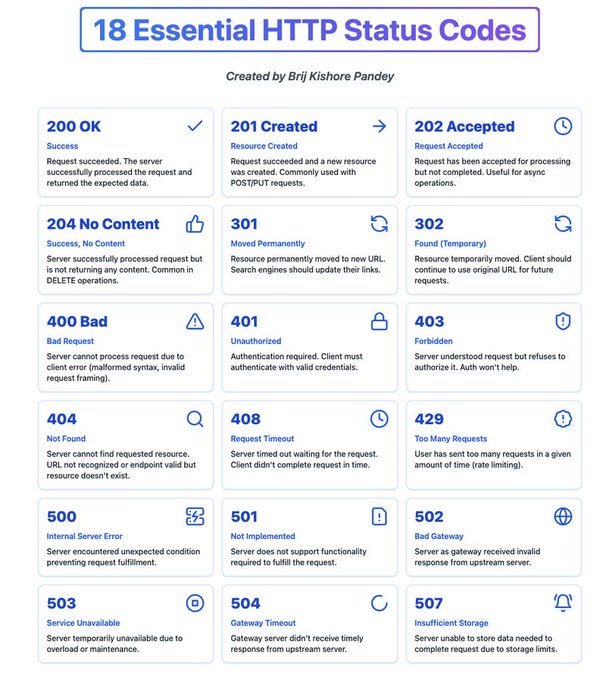 18 Essential HTTP Status Codes
Created by Brij Kishore Pandey
200 OK
Success
Request succeeded. The server
successfully processed the request and
returned the expected data.
201 Created
Resource Created
Request succeeded and a new resource
was created. Commonly used with
POST/PUT requests.
202 Accepted
Request Accepted
Request has been accepted for processing
but not completed. Useful for async
operations.
204 No Content
Success, No Content
Server successfully processed request but
is not returning any content. Common in
DELETE operations.
301
Moved Permanently
Resource permanently moved to new URL.
Search engines should update their links.
302
Found (Temporary)
Resource temporarily moved. Client should
continue to use original URL for future
requests.
400 Bad
Bad Request
Server cannot process request due to
client error (malformed syntax, invalid
request framing).
401
Unauthorized
Authentication required. Client must
authenticate with valid credentials.
403
Forbidden
Server understood request but refuses to
authorize it. Auth won't help.
404
Not Found
Server cannot find requested resource.
URL not recognized or endpoint valid but
resource doesn't exist.
408
Request Timeout
Server timed out waiting for the request.
Client didn't complete request in time.
429
Too Many Requests
User has sent too many requests in a given
amount of time (rate limiting).
500
Internal Server Error
Server encountered unexpected condition
preventing request fulfillment.
501
Not Implemented
Server does not support functionality
required to fulfill the request.
502
Bad Gateway
Server as gateway received invalid
response from upstream server.
503
Service Unavailable
Server temporarily unavailable due to
overload or maintenance.
504
Gateway Timeout
Gateway server didn't receive timely
response from upstream server.
507
Insufficient Storage
Server unable to store data needed to
complete request due to storage limits.